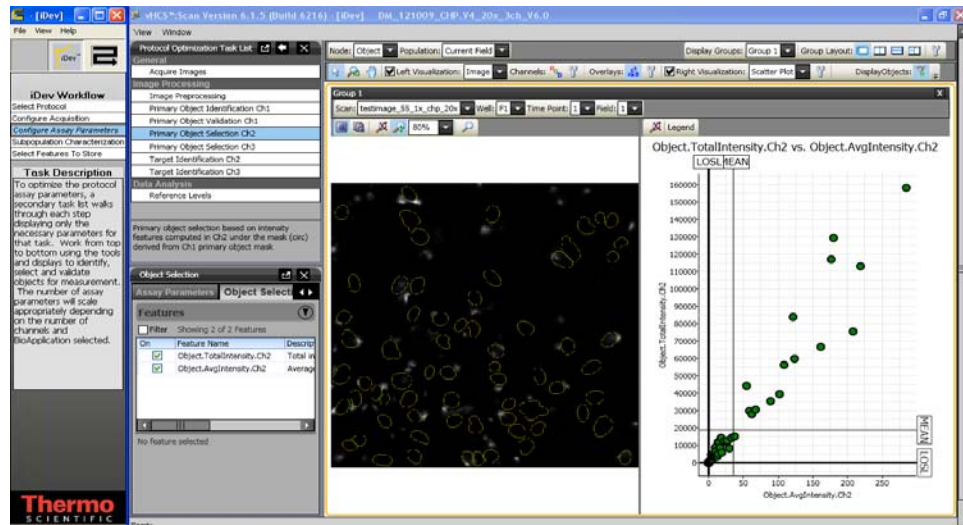 - [iDev]
File View Help
iDev
iDev Workflow
Select Protocol
Configure Acquisition
Configure Assay Parameters
Subpopulation Characterization
Select Features To Store
Task Description
To optimize the protocol
assay parameters, a
secondary task list walks
through each step
displaying only the
necessary parameters for
that task. Work from top
to bottom using the tools
and displays to identify,
select and validate
objects for measurement.
The number of assay
parameters will scale
appropriately depending
on the number of
channels and
BioApplication selected.
Thermo
SCIENTIFIC
vHCS™:Scan Version 6.1.5 (Build 6216) - [iDev] DM_121009_CHP.V4_20x_3ch_V6.0
View Window
Protocol Optimization Task List
General
Acquire Images
Image Processing
Image Preprocessing
Primary Object Identification Ch1
Primary Object Validation Ch1
Primary Object Selection Ch2
Primary Object Selection Ch3
Target Identification Ch2
Target Identification Ch3
Data Analysis
Reference Levels
Primary object selection based on intensity
features computed in Ch2 under the mask (circ)
derived from Ch1 primary object mask
Object Selection
Assay Parameters Object Selecti
Features
Filter Showing 2 of 2 Features
On Feature Name Descrip
Object.TotalIntensity.Ch2 Total in
Object.AvgIntensity.Ch2 Average
No feature selected
Node: Object Population: Current Field Display Groups: Group 1 Group Layout:
Left Visualization: Image Channels: Overlays: Right Visualization: Scatter Plot DisplayObjects:
Group 1 X
Scan: testimage_SS_1x_chp_20x Well: F1 Time Point: 1 Field: 1
80%
Legend
Object.TotalIntensity.Ch2 vs. Object.AvgIntensity.Ch2
LOSL MEAN
160000
150000
140000
130000
120000
110000
100000
90000
80000
70000
60000
50000
40000
30000
20000
10000
0
Object.TotalIntensity.Ch2
MEAN
LOSL
0 50 100 150 200 250
Object.AvgIntensity.Ch2